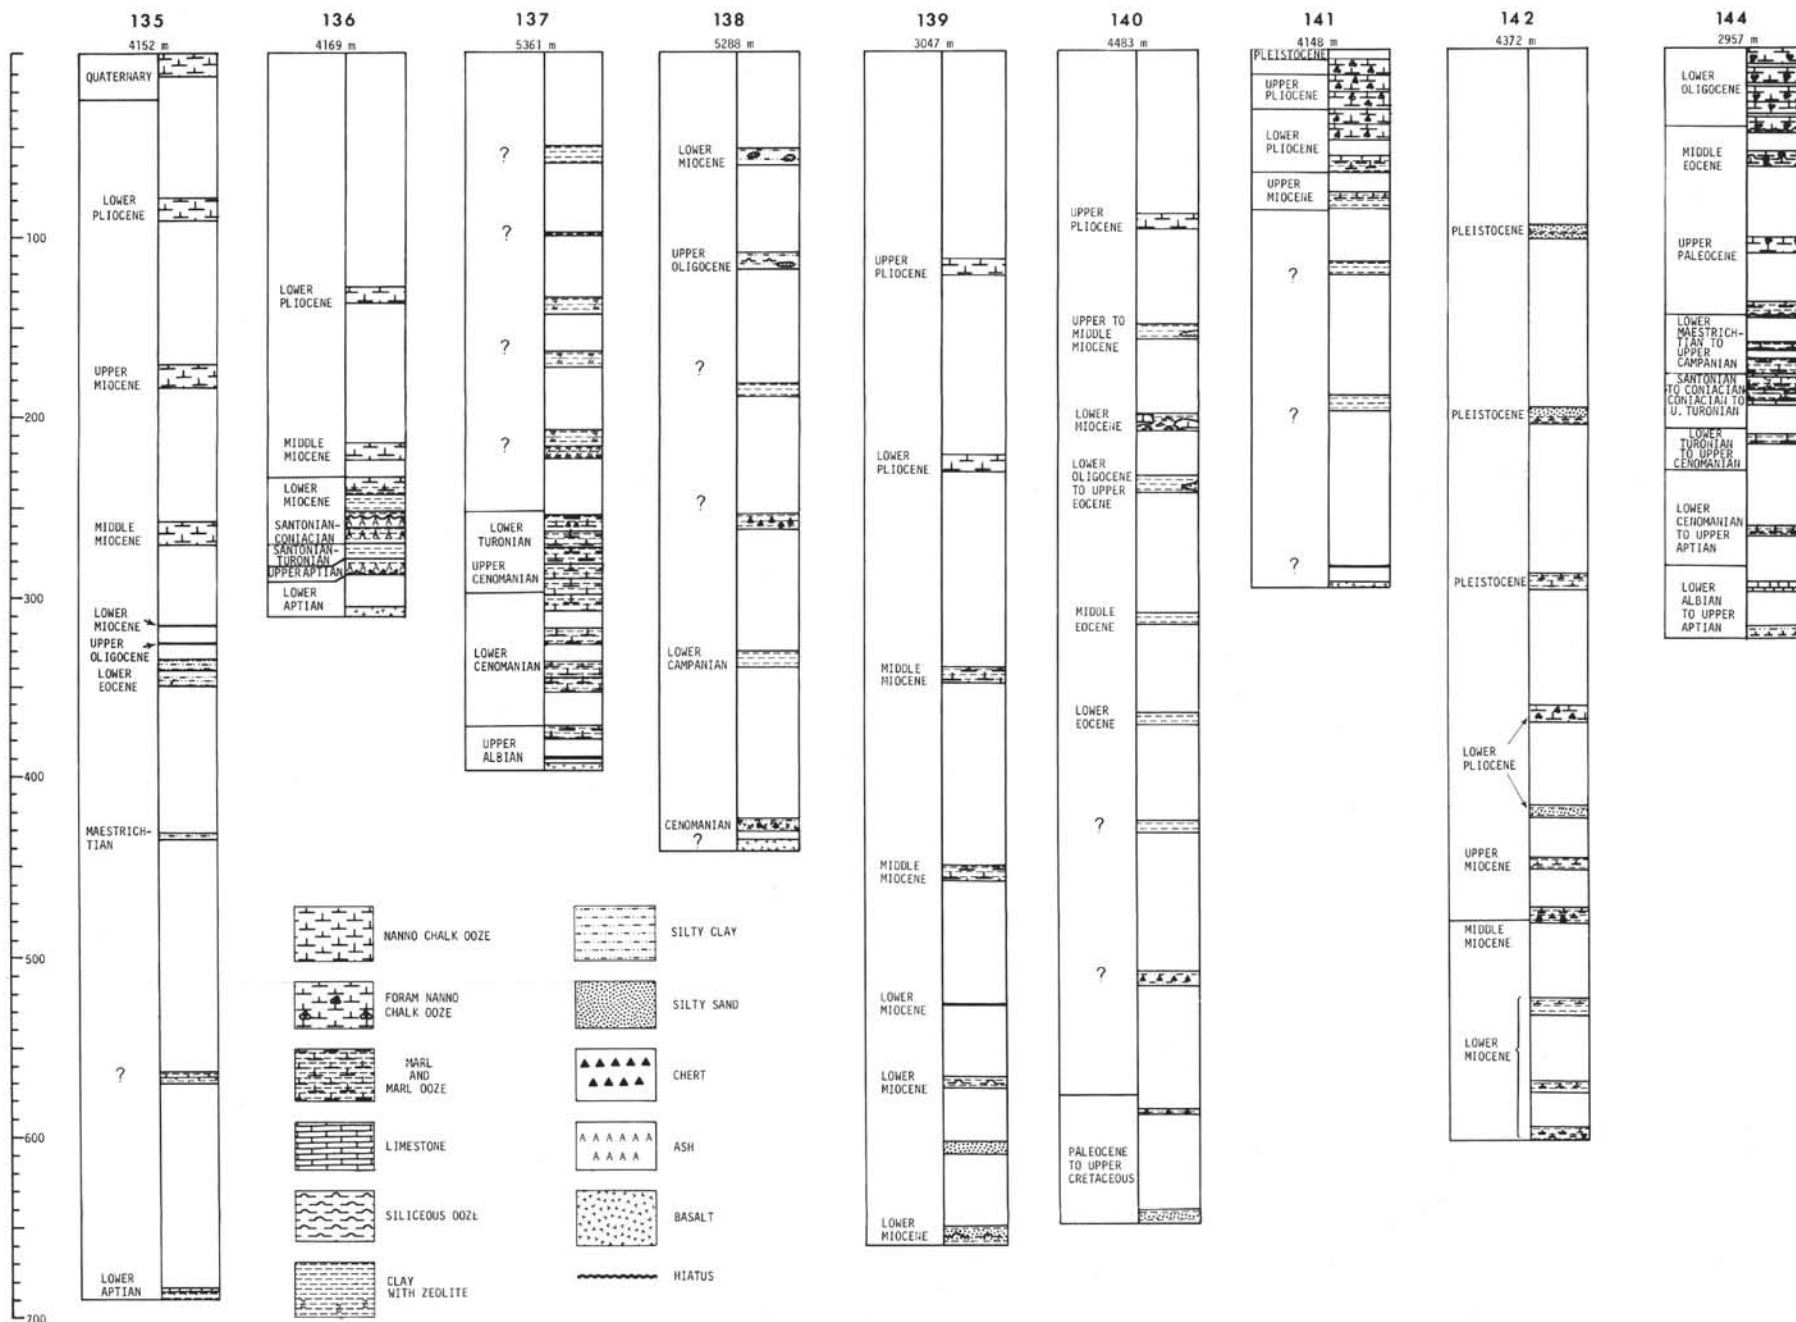 135
4152 m
QUATERNARY
LOWER
PLIOCENE
UPPER
MIOCENE
MIDDLE
MIOCENE
LOWER
MIOCENE
UPPER
OLIGOCENE
LOWER
EOCENE
MAESTRICH-
TIAN
?
LOWER
APTIAN
100
200
300
400
500
600
700
136
4169 m
LOWER
PLIOCENE
MIDDLE
MIOCENE
LOWER
MIOCENE
SANTONIAN-
CONIACIAN
SANTONIAN-
TURONIAN
UPPER APTIAN
LOWER
APTIAN
137
5361 m
?
?
?
?
?
LOWER
TURONIAN
UPPER
CENOMANIAN
LOWER
CENOMANIAN
UPPER
ALBIAN
138
5288 m
LOWER
MIOCENE
UPPER
OLIGOCENE
?
?
LOWER
CAMPANIAN
CENOMANIAN
?
139
3047 m
UPPER
PLIOCENE
LOWER
PLIOCENE
MIDDLE
MIOCENE
MIDDLE
MIOCENE
LOWER
MIOCENE
LOWER
MIOCENE
LOWER
MIOCENE
140
4483 m
UPPER
PLIOCENE
UPPER TO
MIDDLE
MIOCENE
LOWER
MIOCENE
LOWER
OLIGOCENE
TO UPPER
EOCENE
MIDDLE
EOCENE
LOWER
EOCENE
?
?
PALEOCENE
TO UPPER
CRETACEOUS
141
4148 m
PLEISTOCENE
UPPER
PLIOCENE
LOWER
PLIOCENE
UPPER
MIOCENE
?
?
?
142
4372 m
PLEISTOCENE
PLEISTOCENE
PLEISTOCENE
LOWER
PLIOCENE
UPPER
MIOCENE
MIDDLE
MIOCENE
LOWER
MIOCENE
144
2957 m
LOWER
OLIGOCENE
MIDDLE
EOCENE
UPPER
PALEOCENE
LOWER
MAESTRICH-
TIAN TO
UPPER
CAMPANIAN
SANTONIAN
TO CONIACIAN
CONIACIAN TO
U. TURONIAN
LOWER
TURONIAN
TO UPPER
CENOMANIAN
LOWER
CENOMANIAN
TO UPPER
APTIAN
LOWER
ALBIAN
TO UPPER
APTIAN
NANNO CHALK OOZE
FORAM NANNO
CHALK OOZE
MARL
AND
MARL OOZE
LIMESTONE
SILICEOUS OOZE
CLAY
WITH ZEOLITE
SILTY CLAY
SILTY SAND
CHERT
ASH
BASALT
HIATUS